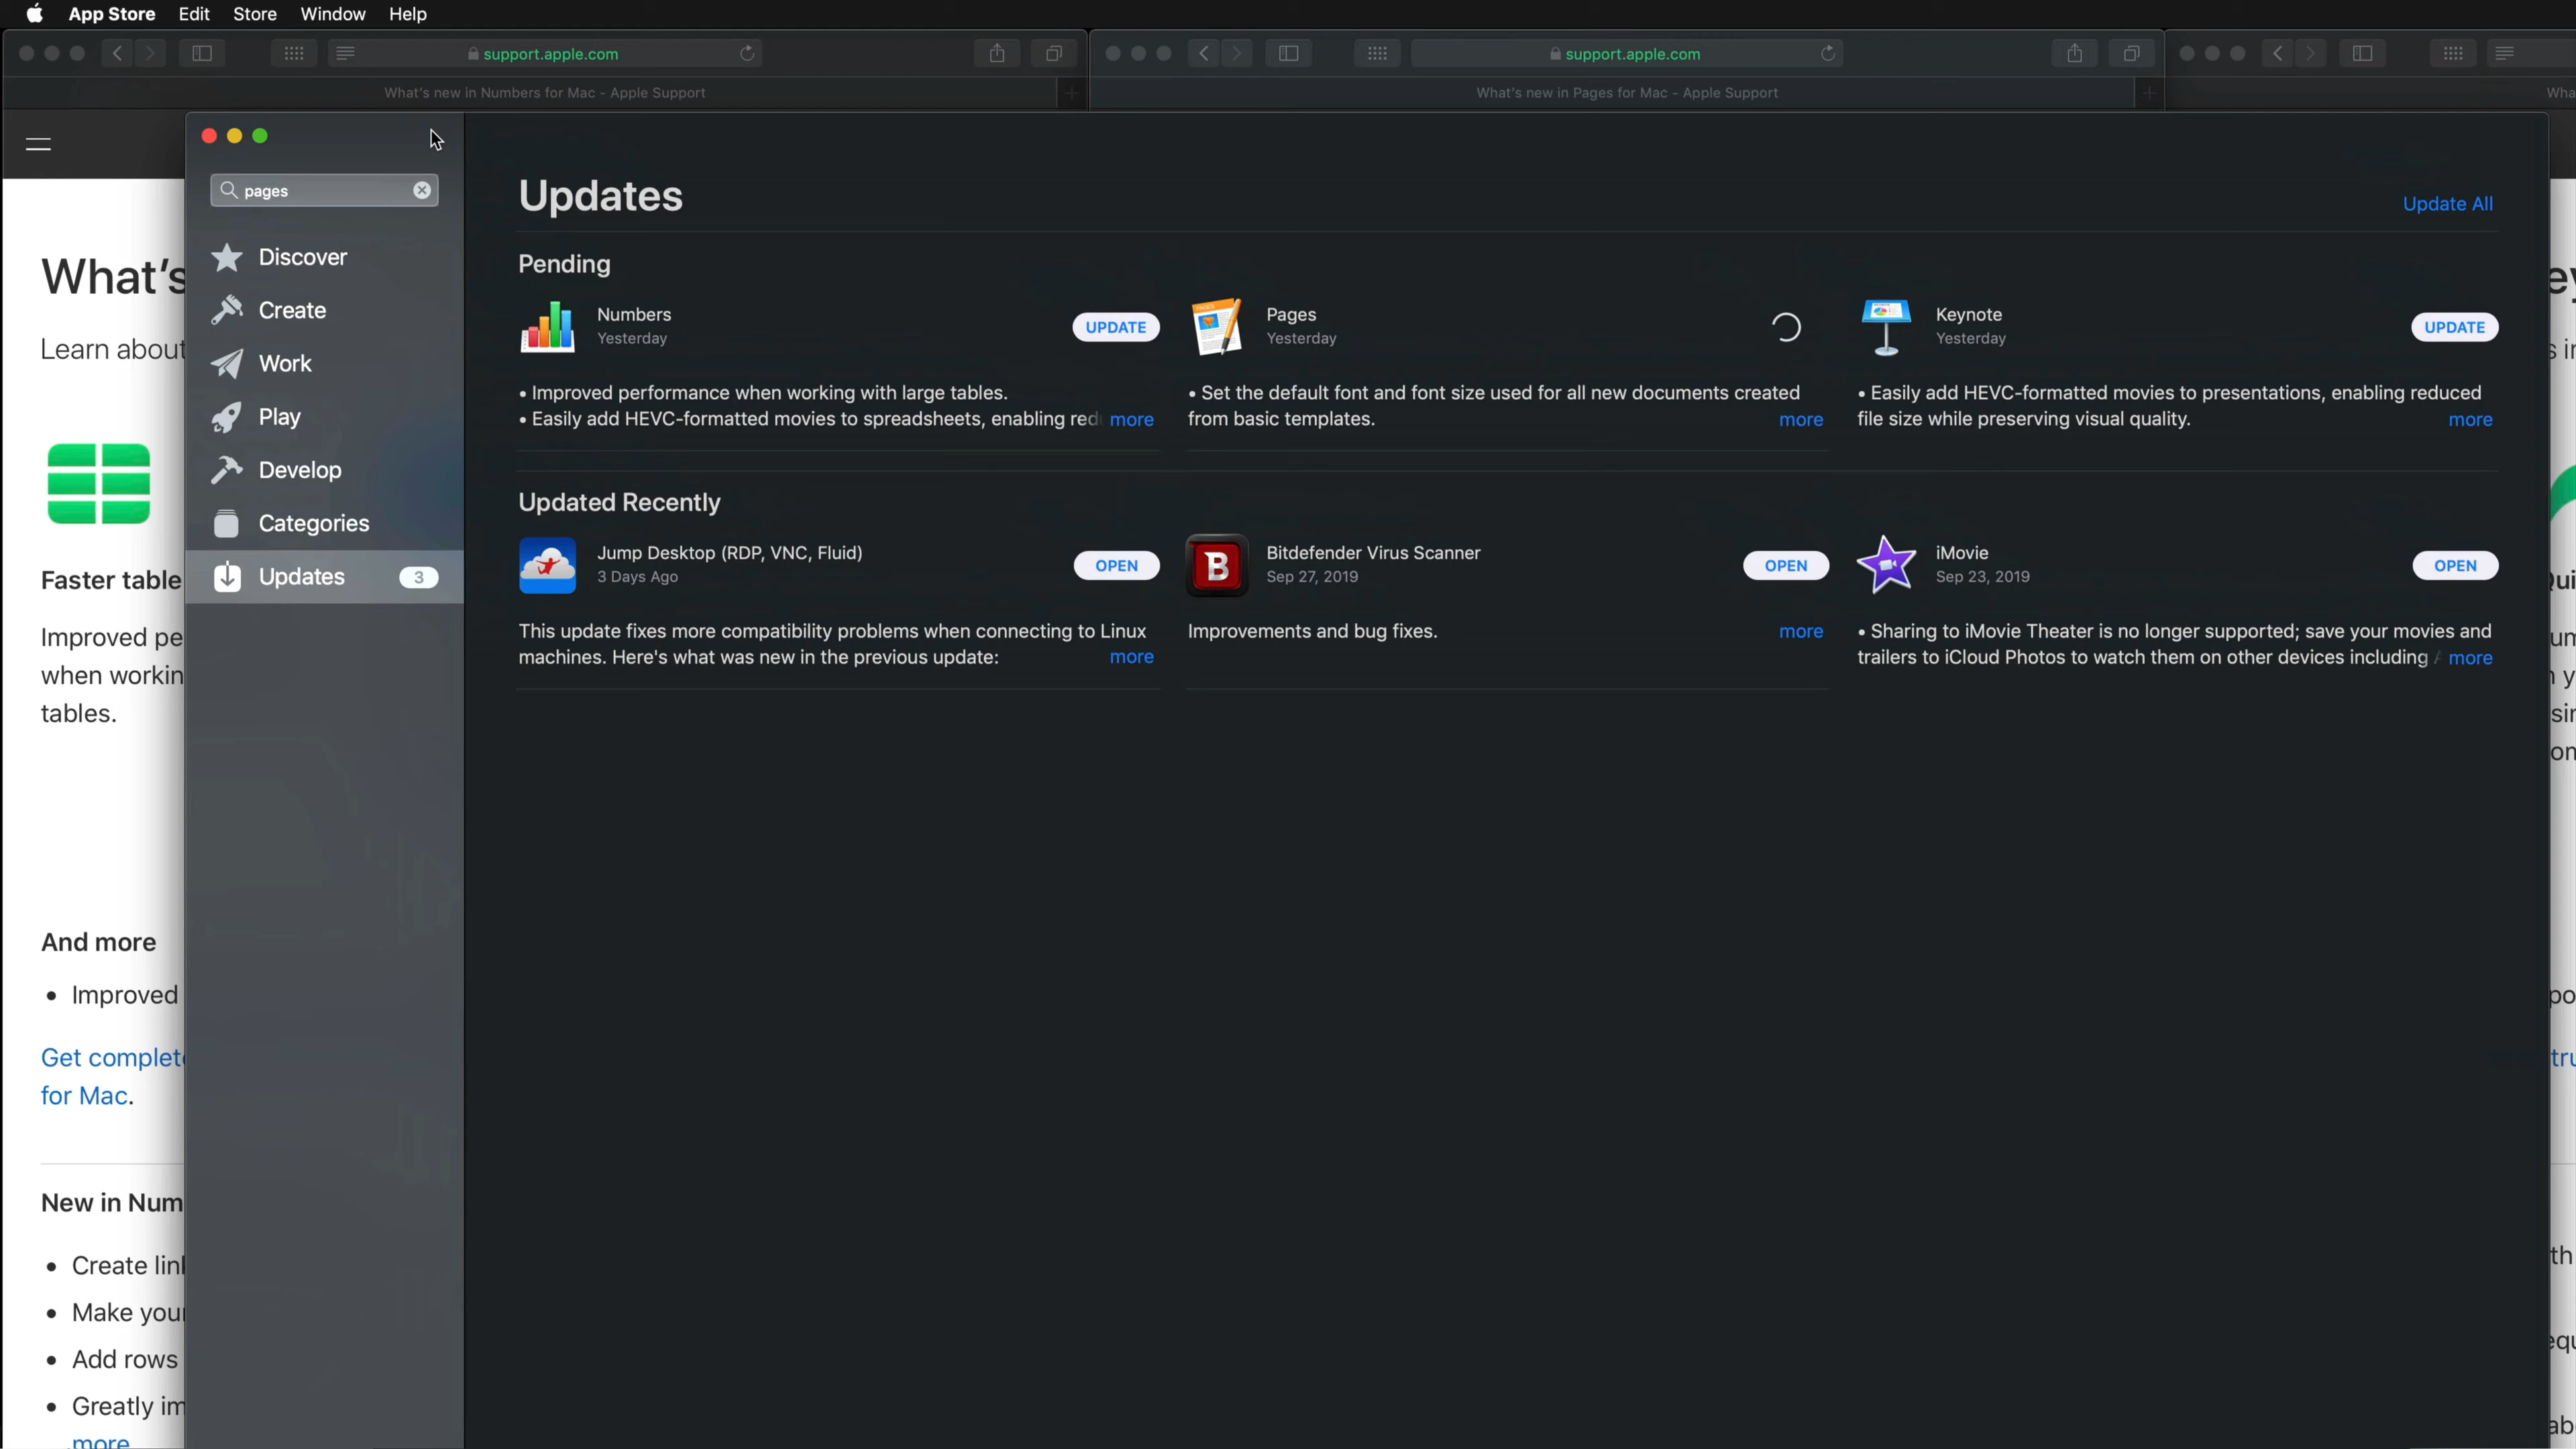 App Store Edit Store Window Help
support.apple.com
support.apple.com
What's new in Numbers for Mac - Apple Support
What's new in Pages for Mac - Apple Support
What's
Learn about
Faster table
Improved pe
when workin
tables.
And more
• Improved
Get complete
for Mac.
New in Num
• Create lin
• Make your
• Add rows
• Greatly im
more
pages
Discover
Create
Work
Play
Develop
Categories
Updates 3
Updates
Update All
Pending
Numbers
Yesterday
UPDATE
• Improved performance when working with large tables.
• Easily add HEVC-formatted movies to spreadsheets, enabling red more
Pages
Yesterday
• Set the default font and font size used for all new documents created
from basic templates. more
Keynote
Yesterday
UPDATE
• Easily add HEVC-formatted movies to presentations, enabling reduced
file size while preserving visual quality. more
Updated Recently
Jump Desktop (RDP, VNC, Fluid)
3 Days Ago
OPEN
This update fixes more compatibility problems when connecting to Linux
machines. Here's what was new in the previous update: more
Bitdefender Virus Scanner
Sep 27, 2019
OPEN
Improvements and bug fixes. more
iMovie
Sep 23, 2019
OPEN
• Sharing to iMovie Theater is no longer supported; save your movies and
trailers to iCloud Photos to watch them on other devices including more